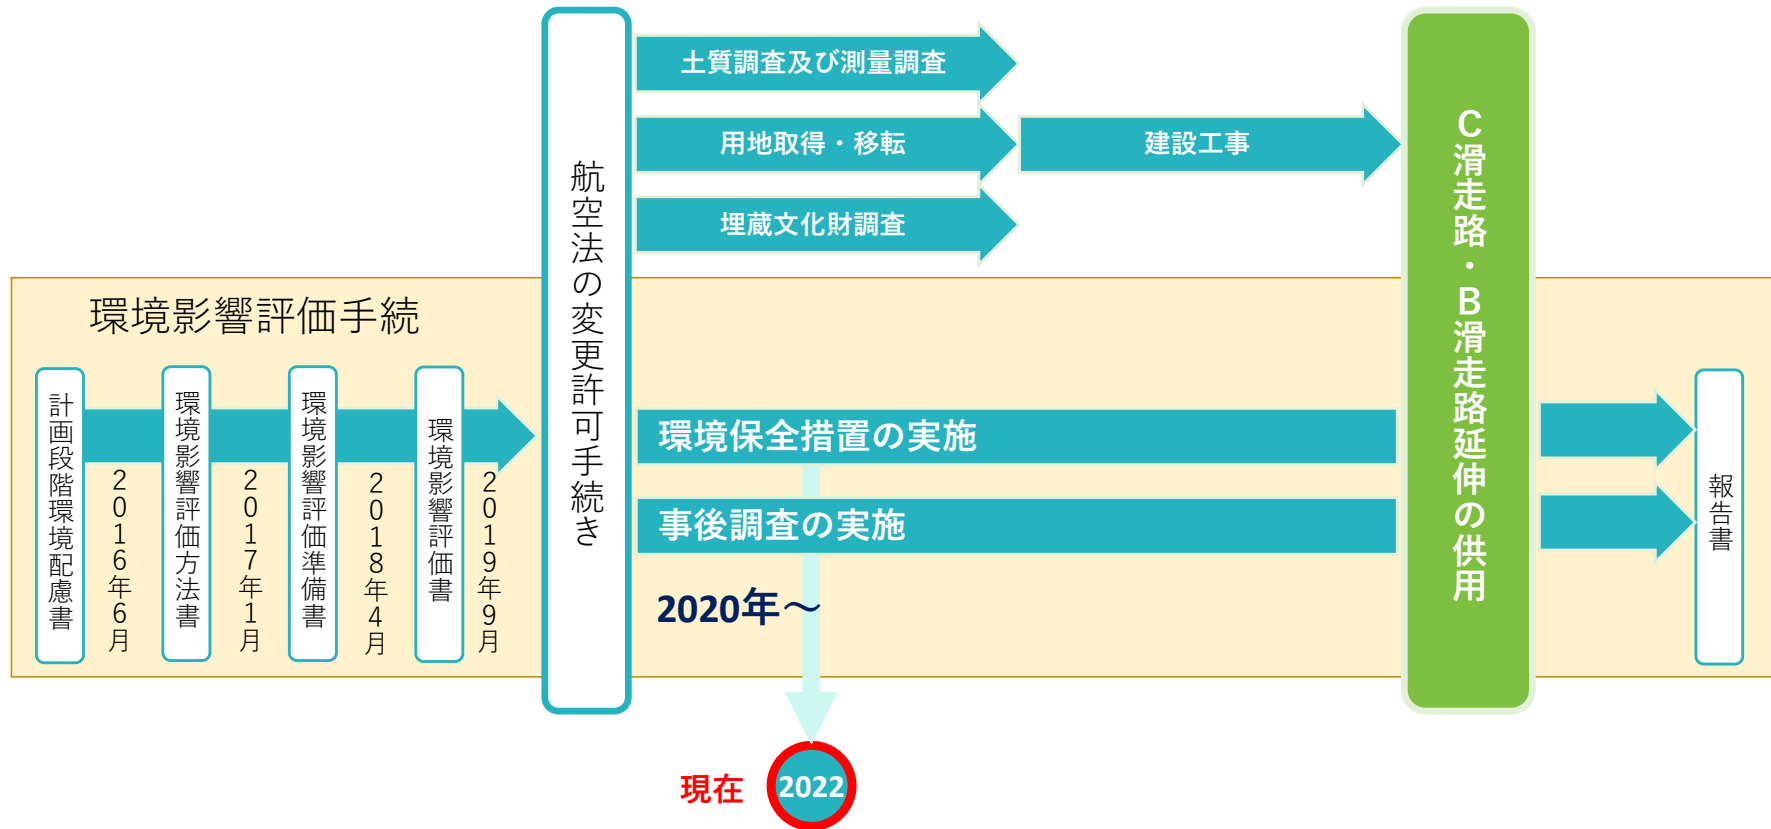 土質調査及び測量調査
用地取得・移転
建設工事
埋蔵文化財調査
航空法の変更許可手続き
C滑走路・B滑走路延伸の供用
環境影響評価手続
計画段階環境配慮書
2016年6月
環境影響評価方法書
2017年1月
環境影響評価準備書
2018年4月
環境影響評価書
2019年9月
環境保全措置の実施
事後調査の実施
2020年～
報告書
現在
2022